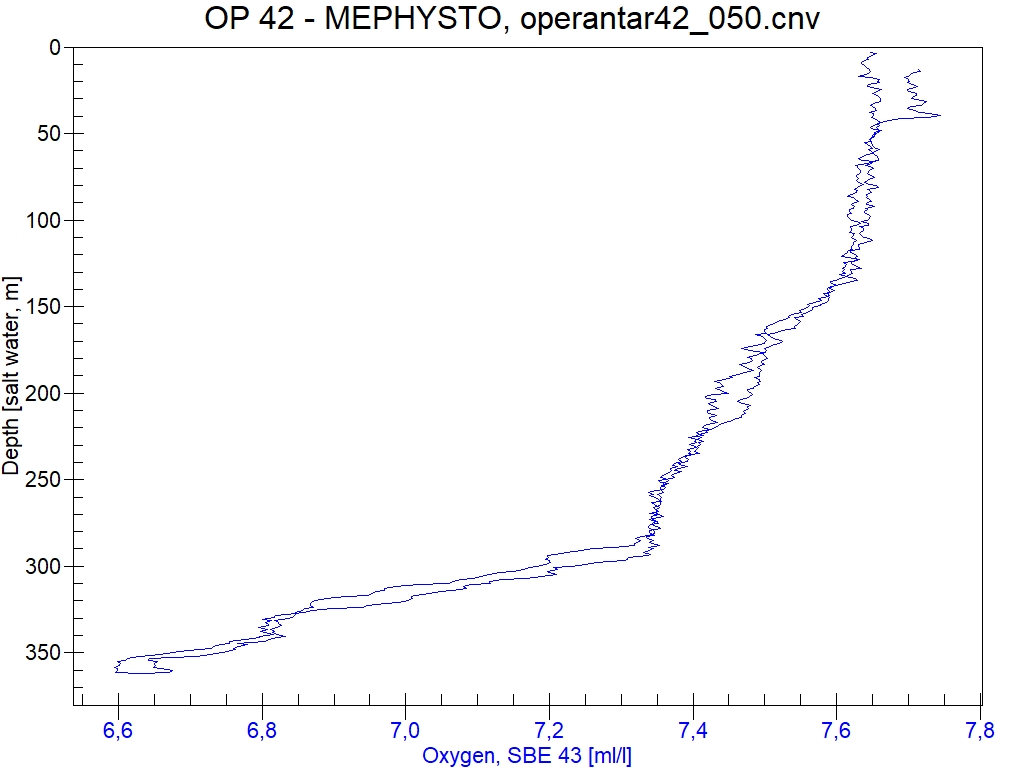 OP 42 - MEPHYSTO, operantar42_050.cnv
0
50
100
150
200
250
300
350
Depth [salt water, m]
6,6 6,8 7,0 7,2 7,4 7,6 7,8
Oxygen, SBE 43 [ml/l]